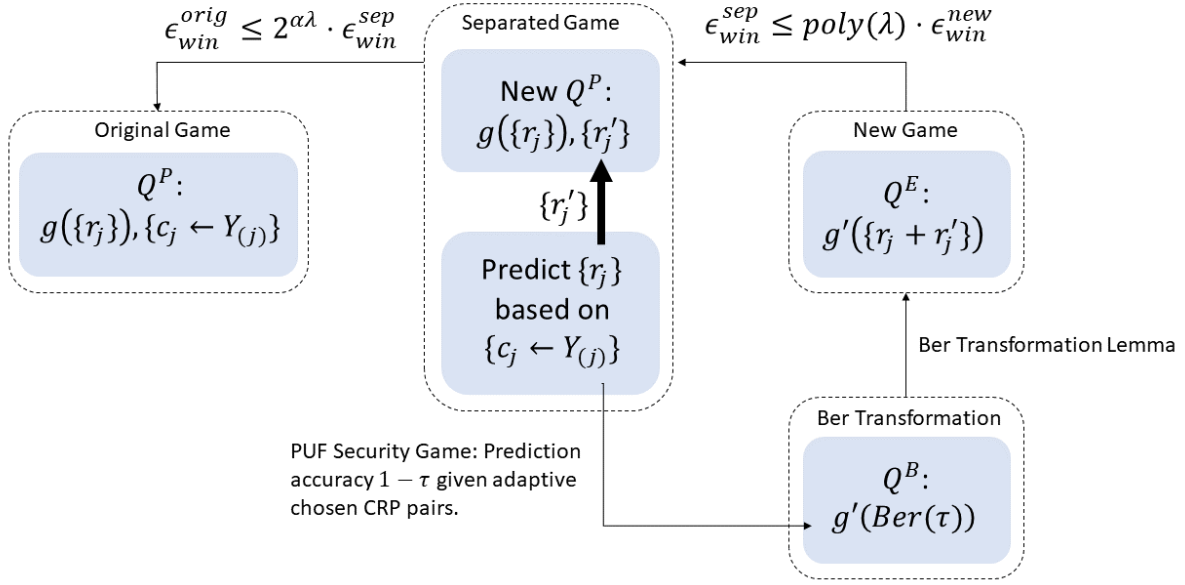 ϵ_win^orig ≤ 2^{αλ} · ϵ_win^sep
Separated Game
ϵ_win^sep ≤ poly(λ) · ϵ_win^new
Original Game
Q^P:
g({r_j}), {c_j ← Y_(j)}
New Q^P:
g({r_j}), {r_j′}
{r_j′}
Predict {r_j}
based on
{c_j ← Y_(j)}
New Game
Q^E:
g′({r_j + r_j′})
Ber Transformation Lemma
PUF Security Game: Prediction
accuracy 1 − τ given adaptive
chosen CRP pairs.
Ber Transformation
Q^B:
g′(Ber(τ))